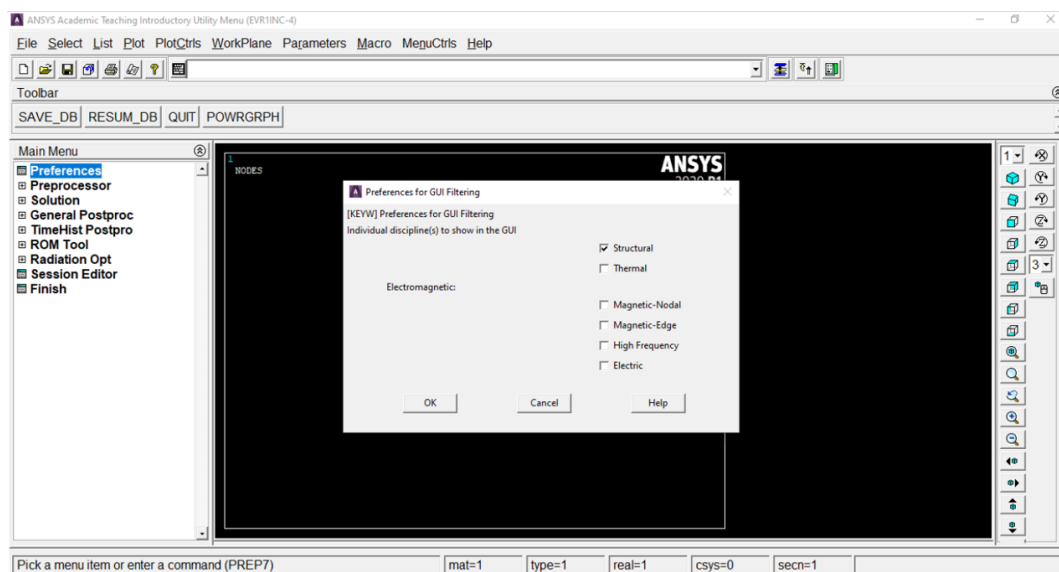 ANSYS Academic Teaching Introductory Utility Menu (EVR1INC-4)
File Select List Plot PlotCtrls WorkPlane Parameters Macro MenuCtrls Help
Toolbar
SAVE_DB RESUM_DB QUIT POWRGRPH
Main Menu
Preferences
Preprocessor
Solution
General Postproc
TimeHist Postpro
ROM Tool
Radiation Opt
Session Editor
Finish
1
NODES
ANSYS
2020 R1
Preferences for GUI Filtering
[KEYW] Preferences for GUI Filtering
Individual discipline(s) to show in the GUI
Structural
Thermal
Electromagnetic:
Magnetic-Nodal
Magnetic-Edge
High Frequency
Electric
OK Cancel Help
1
3
Pick a menu item or enter a command (PREP7) mat=1 type=1 real=1 csys=0 secn=1